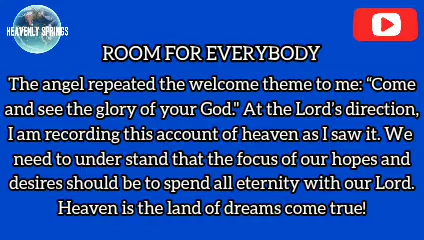 HEAVENLY SPRINGS
ROOM FOR EVERYBODY
The angel repeated the welcome theme to me: “Come
and see the glory of your God." At the Lord’s direction,
I am recording this account of heaven as I saw it. We
need to under stand that the focus of our hopes and
desires should be to spend all eternity with our Lord.
Heaven is the land of dreams come true!